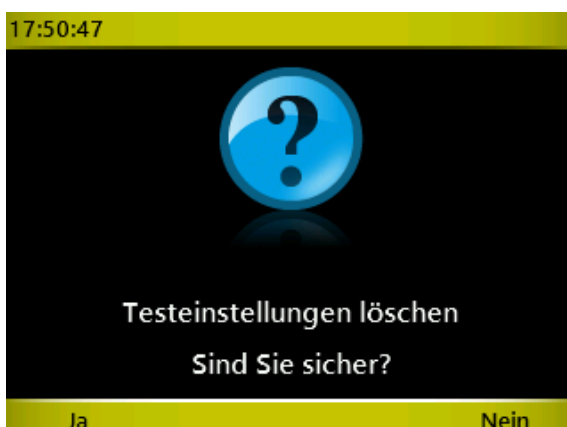 17:50:47
?
Testeinstellungen löschen
Sind Sie sicher?
Ja Nein